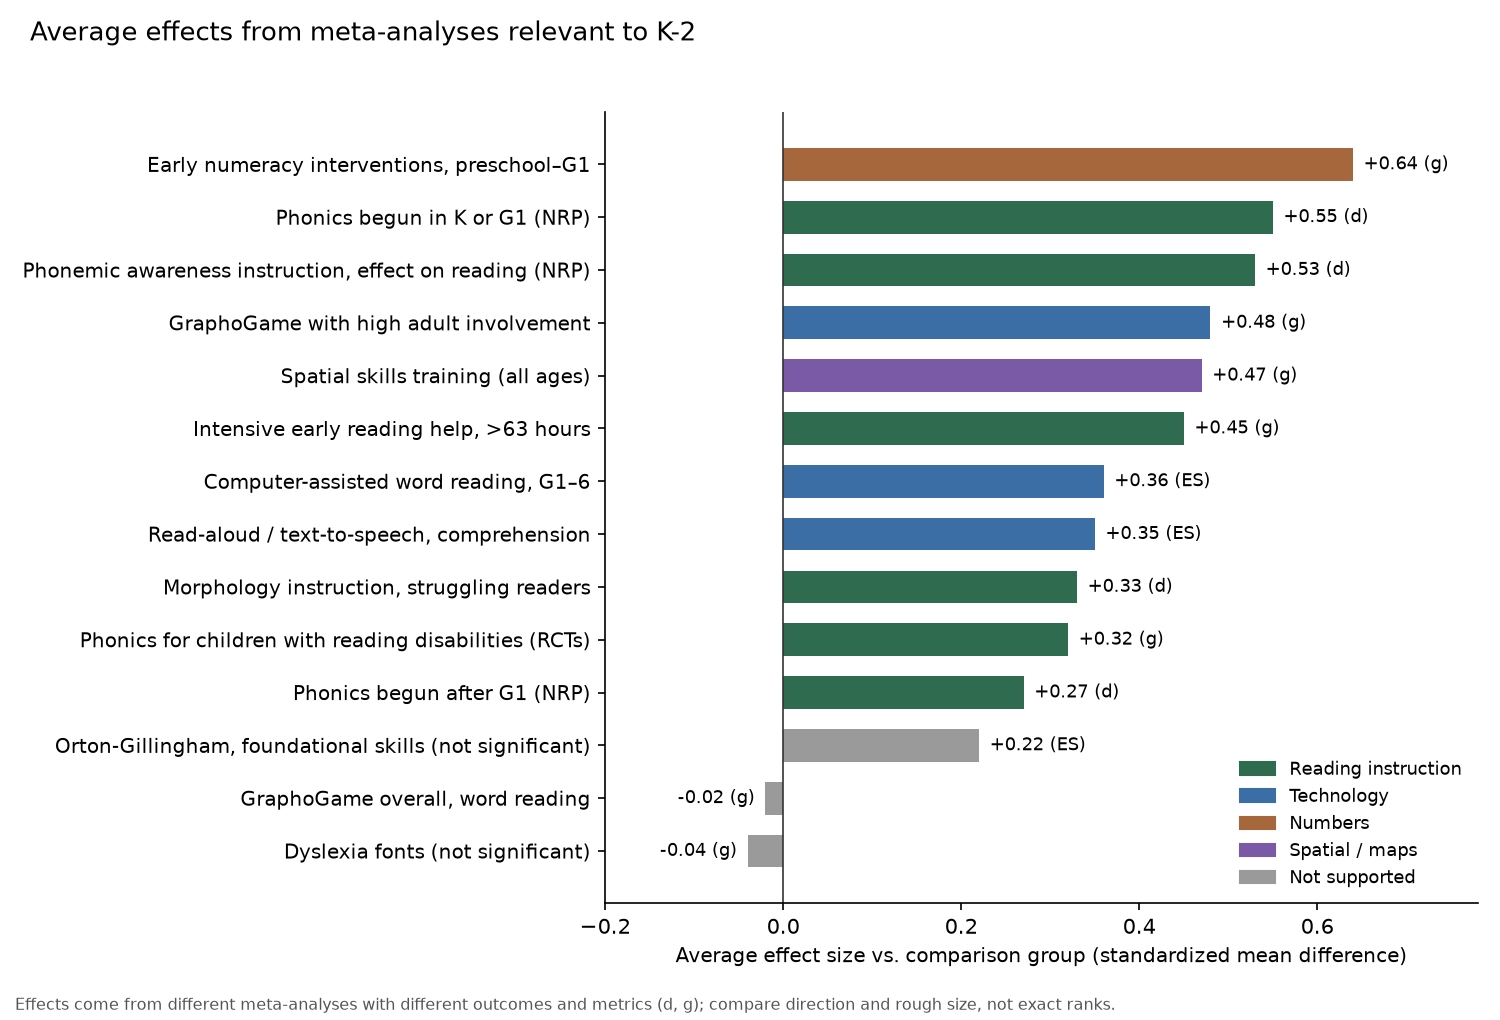 Average effects from meta-analyses relevant to K-2
Early numeracy interventions, preschool–G1
+0.64 (g)
Phonics begun in K or G1 (NRP)
+0.55 (d)
Phonemic awareness instruction, effect on reading (NRP)
+0.53 (d)
GraphoGame with high adult involvement
+0.48 (g)
Spatial skills training (all ages)
+0.47 (g)
Intensive early reading help, >63 hours
+0.45 (g)
Computer-assisted word reading, G1–6
+0.36 (ES)
Read-aloud / text-to-speech, comprehension
+0.35 (ES)
Morphology instruction, struggling readers
+0.33 (d)
Phonics for children with reading disabilities (RCTs)
+0.32 (g)
Phonics begun after G1 (NRP)
+0.27 (d)
Orton-Gillingham, foundational skills (not significant)
+0.22 (ES)
GraphoGame overall, word reading
-0.02 (g)
Dyslexia fonts (not significant)
-0.04 (g)
Reading instruction
Technology
Numbers
Spatial / maps
Not supported
−0.2 0.0 0.2 0.4 0.6
Average effect size vs. comparison group (standardized mean difference)
Effects come from different meta-analyses with different outcomes and metrics (d, g); compare direction and rough size, not exact ranks.